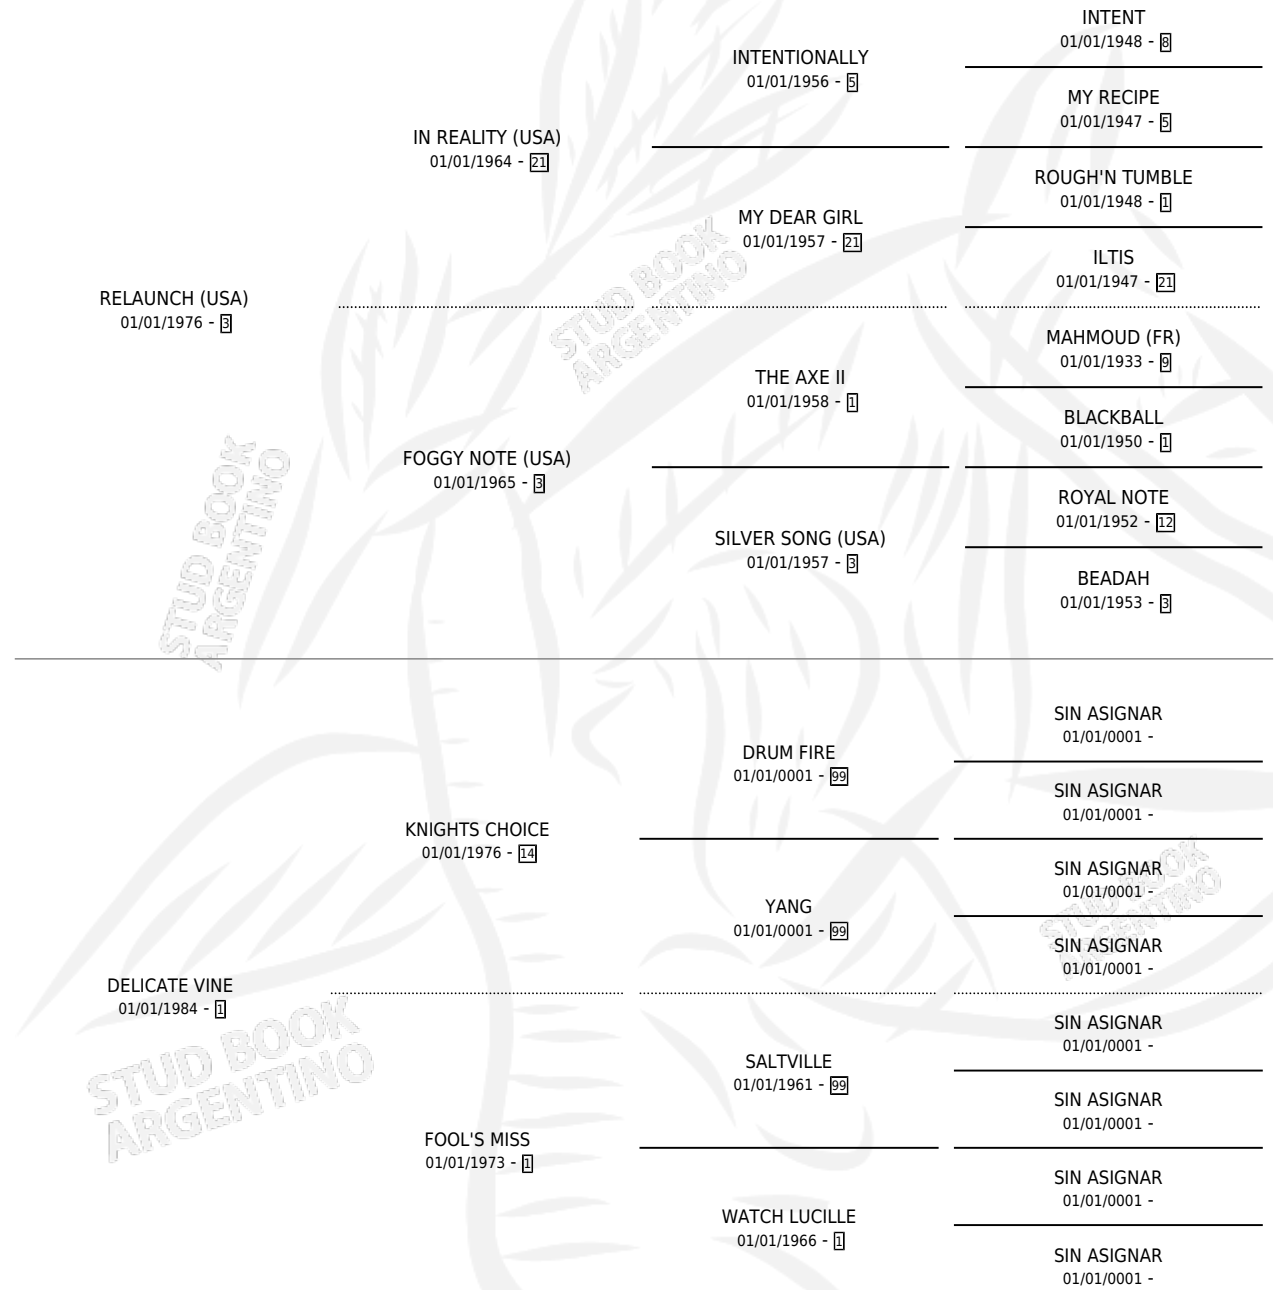 INTENT
01/01/1948 - 8
INTENTIONALLY
01/01/1956 - 5
MY RECIPE
01/01/1947 - 5
IN REALITY (USA)
01/01/1964 - 21
ROUGH'N TUMBLE
01/01/1948 - 1
MY DEAR GIRL
01/01/1957 - 21
ILTIS
01/01/1947 - 21
RELAUNCH (USA)
01/01/1976 - 3
MAHMOUD (FR)
01/01/1933 - 9
THE AXE II
01/01/1958 - 1
BLACKBALL
01/01/1950 - 1
FOGGY NOTE (USA)
01/01/1965 - 3
ROYAL NOTE
01/01/1952 - 12
SILVER SONG (USA)
01/01/1957 - 3
BEADAH
01/01/1953 - 3
SIN ASIGNAR
01/01/0001 -
DRUM FIRE
01/01/0001 - 99
SIN ASIGNAR
01/01/0001 -
KNIGHTS CHOICE
01/01/1976 - 14
SIN ASIGNAR
01/01/0001 -
YANG
01/01/0001 - 99
SIN ASIGNAR
01/01/0001 -
DELICATE VINE
01/01/1984 - 1
SIN ASIGNAR
01/01/0001 -
SALTVILLE
01/01/1961 - 99
SIN ASIGNAR
01/01/0001 -
FOOL'S MISS
01/01/1973 - 1
SIN ASIGNAR
01/01/0001 -
WATCH LUCILLE
01/01/1966 - 1
SIN ASIGNAR
01/01/0001 -
STUD BOOK
ARGENTINO
STUD BOOK
ARGENTINO
STUD BOOK
ARGENTINO
STUD BOOK
ARGENTINO